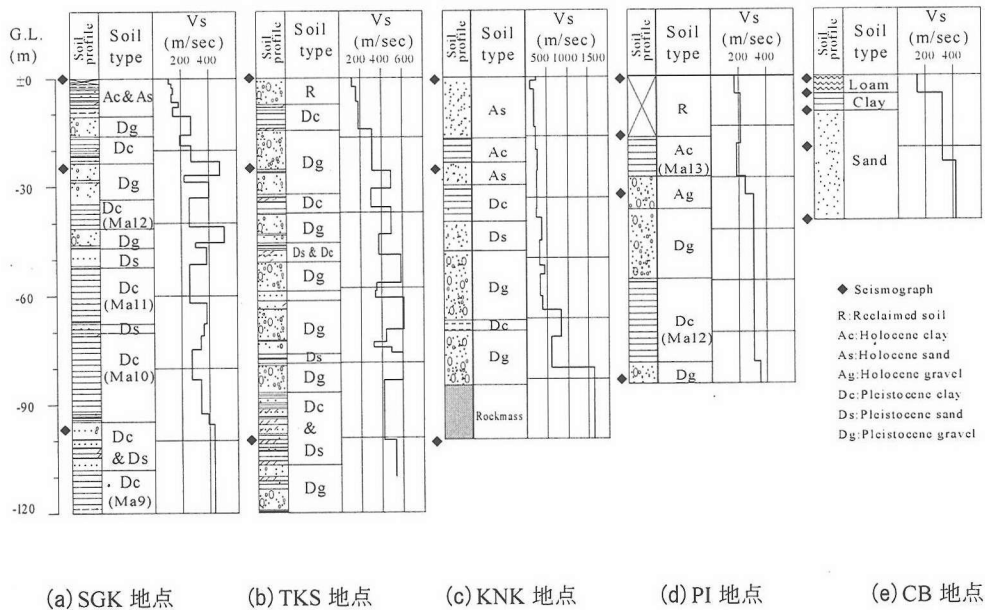 G.L.
(m)
±0
-30
-60
-90
-120
Soil profile
Soil type
Vs
(m/sec)
200 400
Ac&As
Dg
Dc
Dg
Dc
(Ma12)
Dg
Ds
Dc
(Ma11)
Ds
Dc
(Ma10)
Dc
&Ds
Dc
(Ma9)
(a) SGK 地点
Soil profile
Soil type
Vs
(m/sec)
200 400 600
R
Dc
Dg
Dc
Dg
Ds & Dc
Dg
Dg
Ds
Dg
Dc
&
Ds
Dg
(b) TKS 地点
Soil profile
Soil type
Vs
(m/sec)
500 1000 1500
As
Ac
As
Dc
Ds
Dg
Dc
Dg
Rockmass
(c) KNK 地点
Soil profile
Soil type
Vs
(m/sec)
200 400
R
Ac
(Ma13)
Ag
Dg
Dc
(Ma12)
Dg
(d) PI 地点
Soil profile
Soil type
Vs
(m/sec)
200 400
Loam
Clay
Sand
(e) CB 地点
◆ Seismograph
R:Reclaimed soil
Ac:Holocene clay
As:Holocene sand
Ag:Holocene gravel
Dc:Pleistocene clay
Ds:Pleistocene sand
Dg:Pleistocene gravel